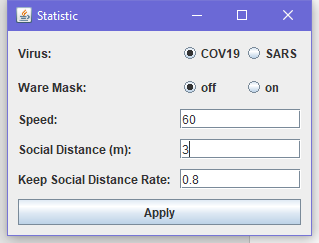 Statistic
Virus: COV19 SARS
Ware Mask: off on
Speed: 60
Social Distance (m): 3
Keep Social Distance Rate: 0.8
Apply